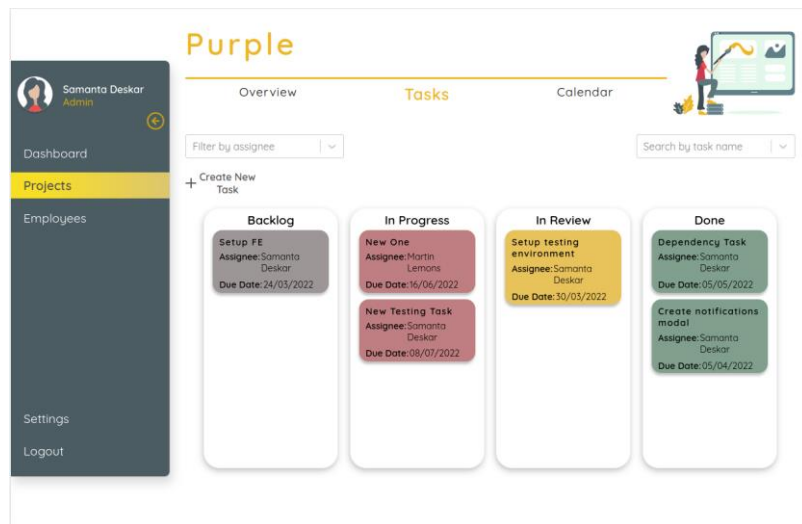 Purple
Samanta Deskar
Admin
Overview
Tasks
Calendar
Dashboard
Projects
Employees
Settings
Logout
Filter by assignee
Search by task name
Create New
Task
Backlog
Setup FE
Assignee: Samanta
Deskar
Due Date: 24/03/2022
In Progress
New One
Assignee: Martin
Lemons
Due Date: 16/06/2022
New Testing Task
Assignee: Samanta
Deskar
Due Date: 08/07/2022
In Review
Setup testing
environment
Assignee: Samanta
Deskar
Due Date: 30/03/2022
Done
Dependency Task
Assignee: Samanta
Deskar
Due Date: 05/05/2022
Create notifications
modal
Assignee: Samanta
Deskar
Due Date: 05/04/2022